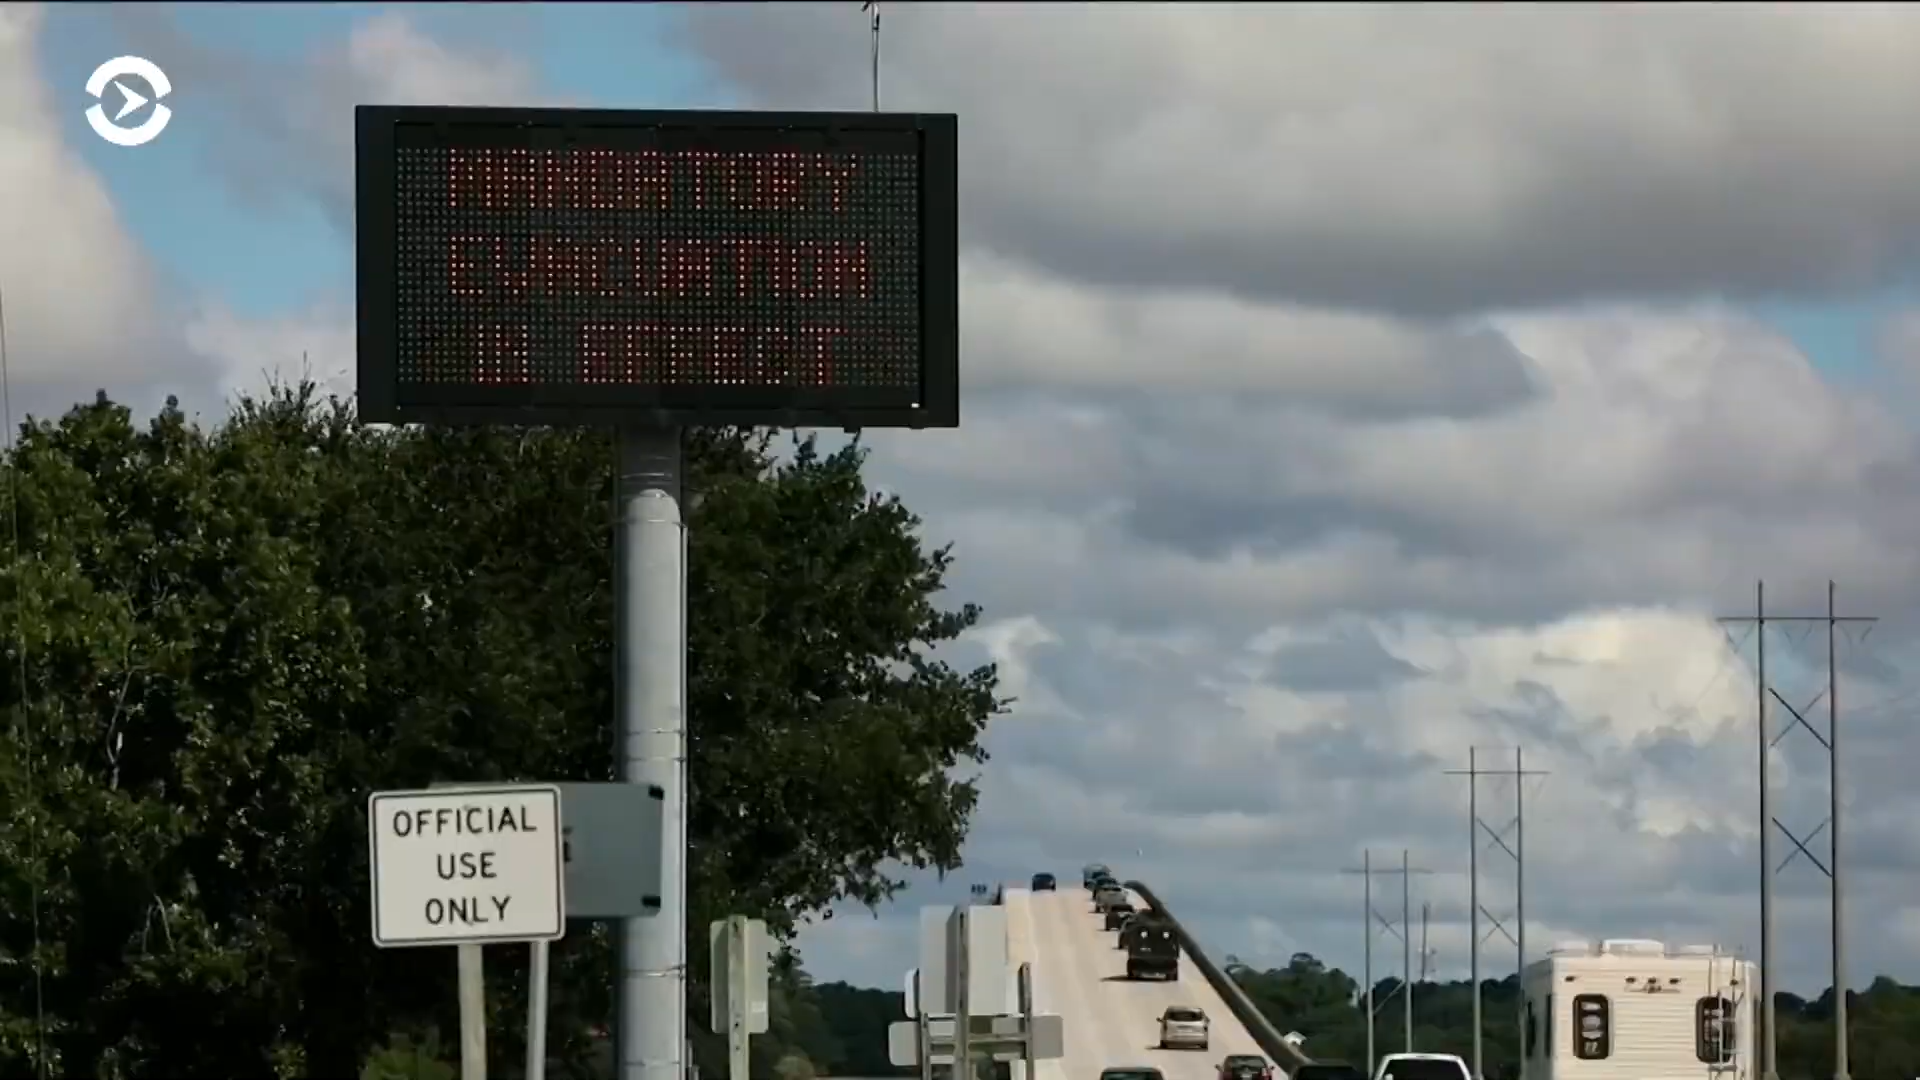 MANDATORY
EVACUATION
IN EFFECT
OFFICIAL
USE
ONLY